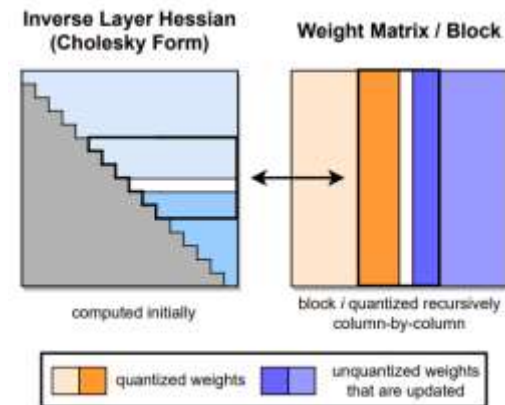 Inverse Layer Hessian
(Cholesky Form)
Weight Matrix / Block
computed initially
block i quantized recursively
column-by-column
quantized weights
unquantized weights
that are updated